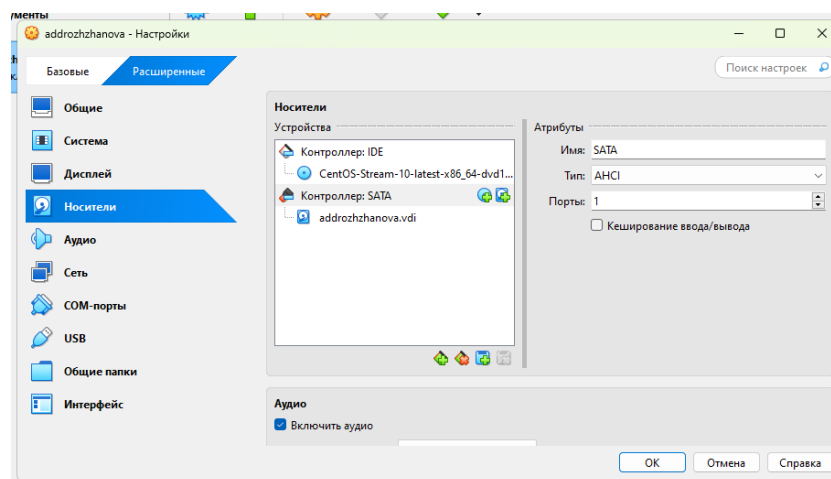 addrozhzhanova - Настройки
Базовые
Расширенные
Поиск настроек
Общие
Система
Дисплей
Носители
Аудио
Сеть
COM-порты
USB
Общие папки
Интерфейс
Носители
Устройства
Контроллер: IDE
CentOS-Stream-10-latest-x86_64-dvd1...
Контроллер: SATA
addrozhzhanova.vdi
Атрибуты
Имя: SATA
Тип: AHCI
Порты: 1
Кеширование ввода/вывода
Аудио
Включить аудио
OK
Отмена
Справка